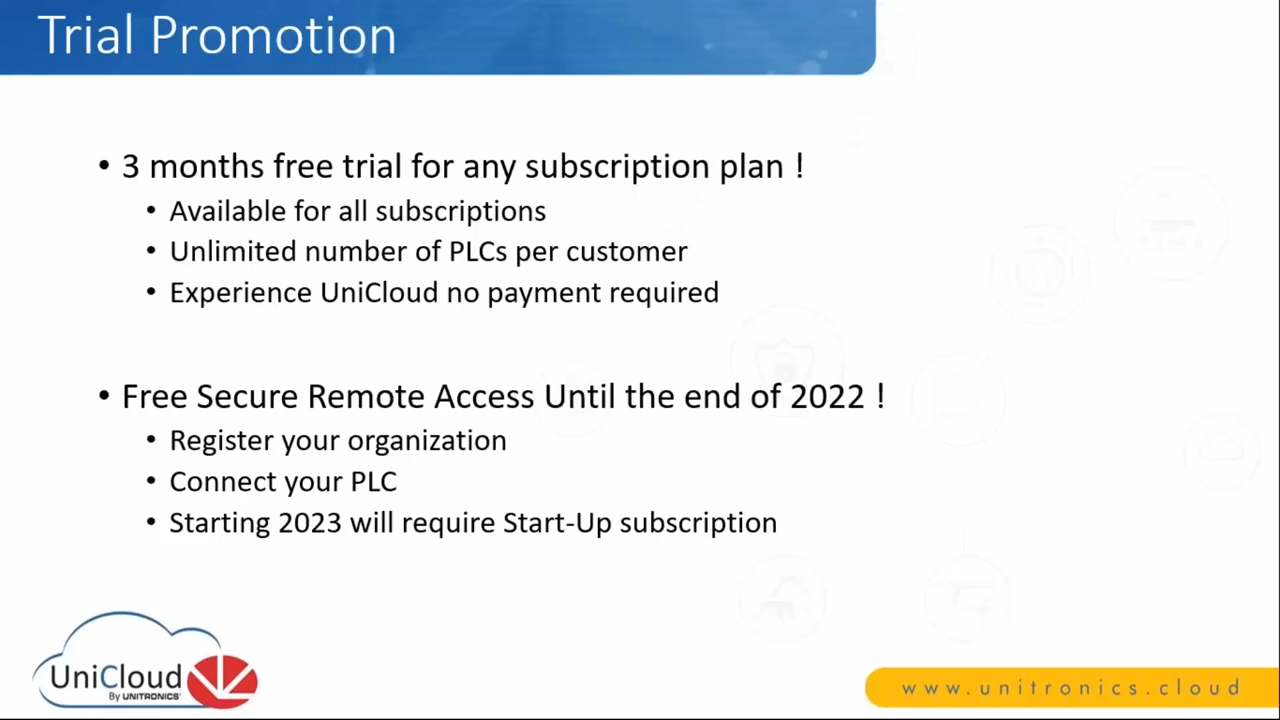 Trial Promotion
• 3 months free trial for any subscription plan !
• Available for all subscriptions
• Unlimited number of PLCs per customer
• Experience UniCloud no payment required
• Free Secure Remote Access Until the end of 2022 !
• Register your organization
• Connect your PLC
• Starting 2023 will require Start-Up subscription
UniCloud
By UNITRONICS
www.unitronics.cloud